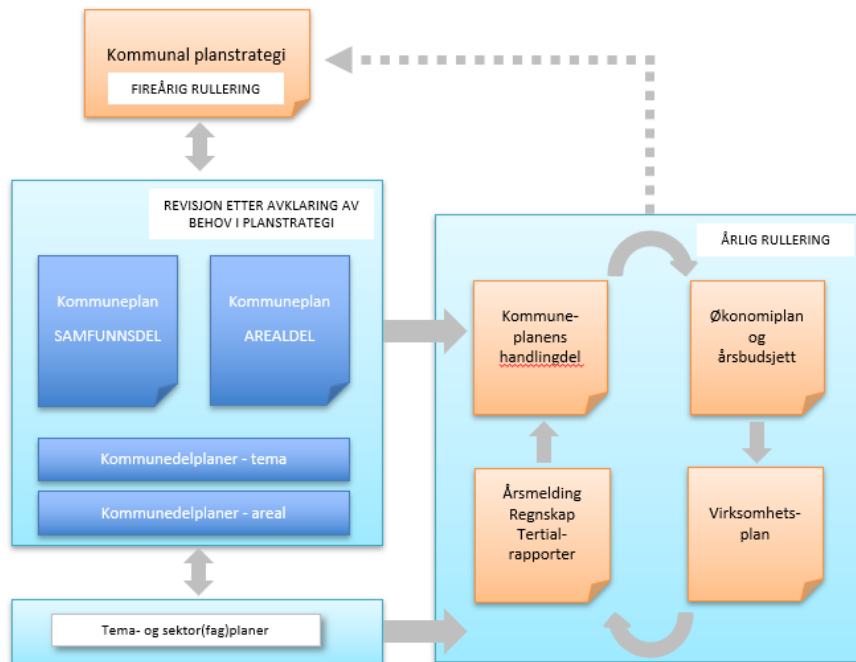 Kommunal planstrategi
FIREÅRIG RULLERING
REVISJON ETTER AVKLARING AV
BEHOV I PLANSTRATEGI
Kommuneplan
SAMFUNNSDEL
Kommuneplan
AREALDEL
Kommunedelplaner - tema
Kommunedelplaner - areal
Tema- og sektor(fag)planer
ÅRLIG RULLERING
Kommune-
planens
handlingdel
Økonomiplan
og
årsbudsjett
Årsmelding
Regnskap
Tertial-
rapporter
Virksomhets-
plan